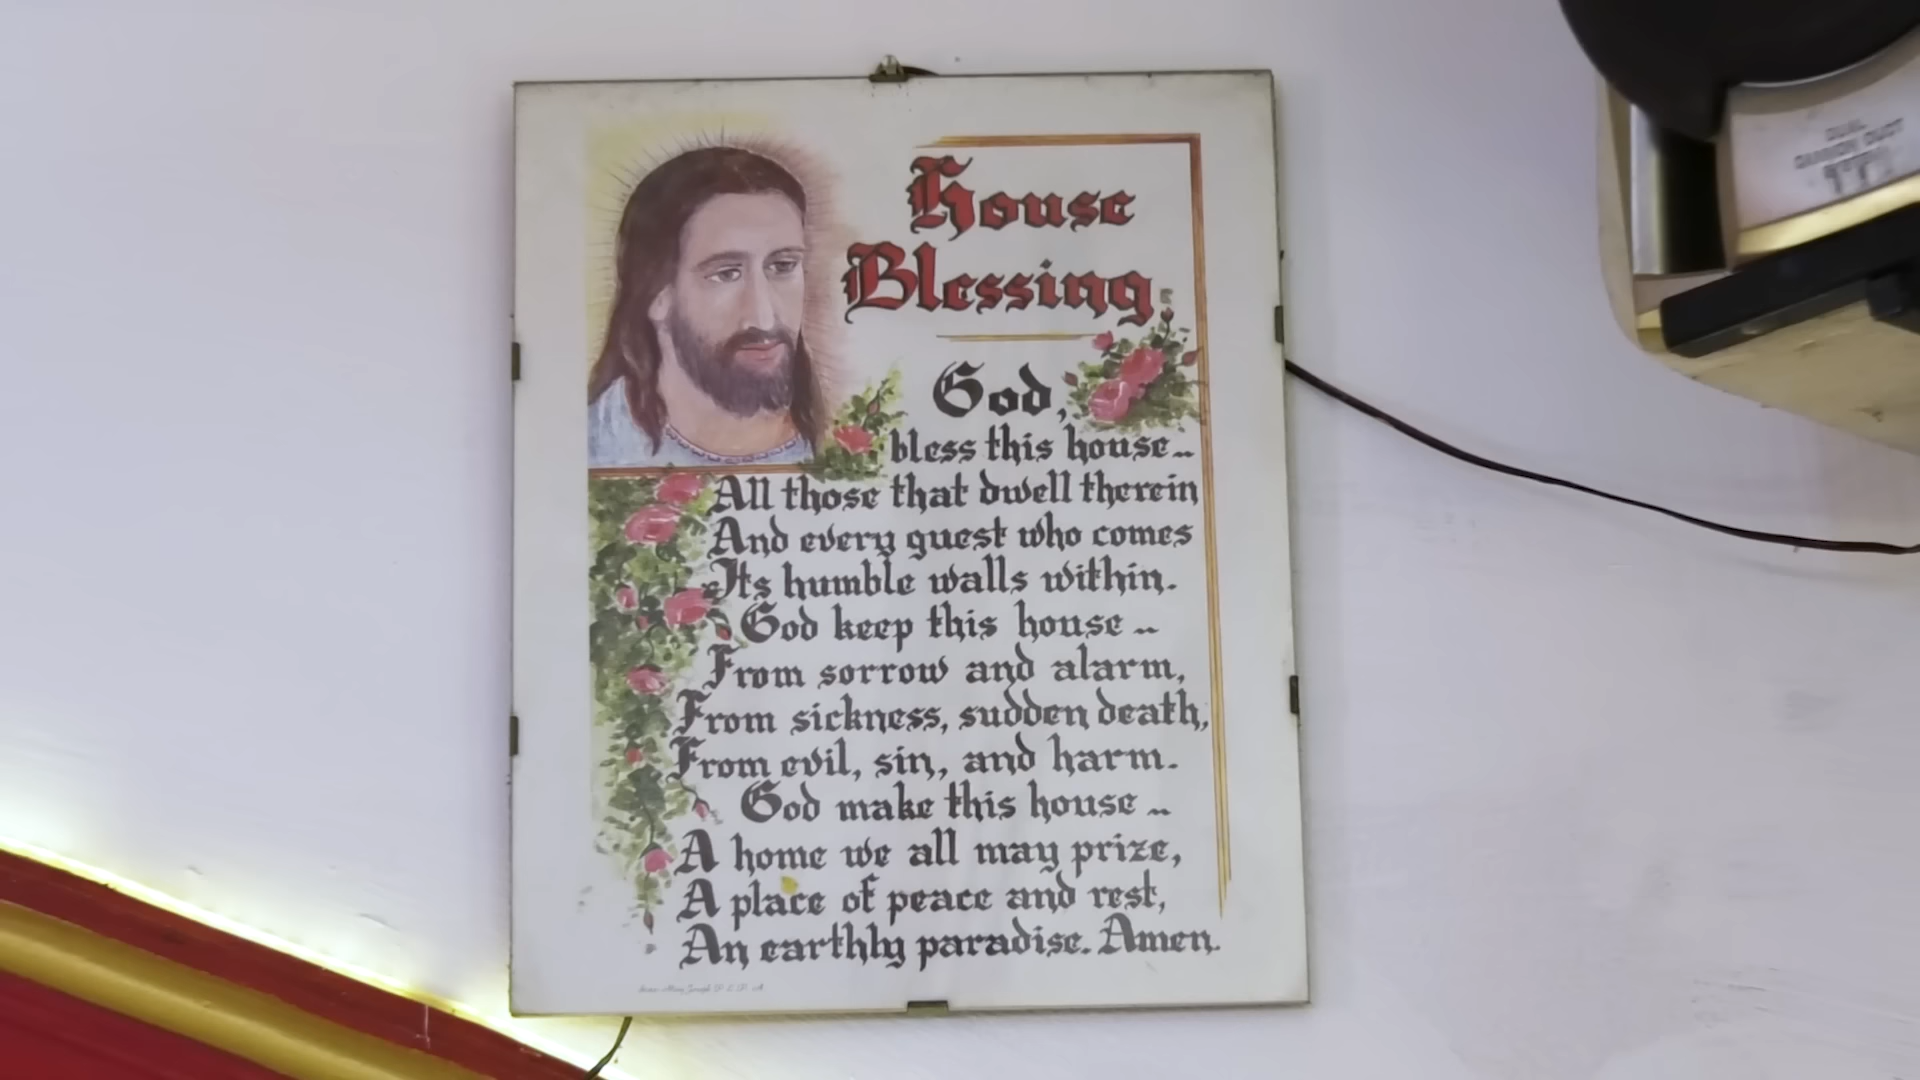 House
Blessing
God,
bless this house..
All those that dwell therein
And every guest who comes
Its humble walls within.
God keep this house ..
From sorrow and alarm,
From sickness, sudden death,
From evil, sin, and harm.
God make this house ..
A home we all may prize,
A place of peace and rest,
An earthly paradise. Amen.
DUAL